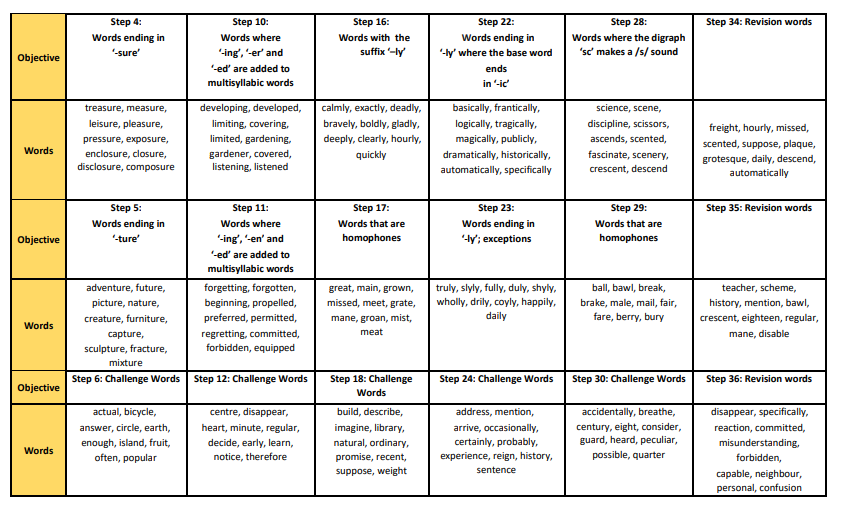 Objective
Step 4:
Words ending in
‘-sure’
Step 10:
Words where
‘-ing’, ‘-er’ and
‘-ed’ are added to
multisyllabic words
Step 16:
Words with the
suffix ‘–ly’
Step 22:
Words ending in
‘-ly’ where the base word
ends
in ‘-ic’
Step 28:
Words where the digraph
‘sc’ makes a /s/ sound
Step 34: Revision words
Words
treasure, measure,
leisure, pleasure,
pressure, exposure,
enclosure, closure,
disclosure, composure
developing, developed,
limiting, covering,
limited, gardening,
gardener, covered,
listening, listened
calmly, exactly, deadly,
bravely, boldly, gladly,
deeply, clearly, hourly,
quickly
basically, frantically,
logically, tragically,
magically, publicly,
dramatically, historically,
automatically, specifically
science, scene,
discipline, scissors,
ascends, scented,
fascinate, scenery,
crescent, descend
freight, hourly, missed,
scented, suppose, plaque,
grotesque, daily, descend,
automatically
Objective
Step 5:
Words ending in
‘-ture’
Step 11:
Words where
‘-ing’, ‘-en’ and
‘-ed’ are added to
multisyllabic words
Step 17:
Words that are
homophones
Step 23:
Words ending in
‘-ly’; exceptions
Step 29:
Words that are
homophones
Step 35: Revision words
Words
adventure, future,
picture, nature,
creature, furniture,
capture,
sculpture, fracture,
mixture
forgetting, forgotten,
beginning, propelled,
preferred, permitted,
regretting, committed,
forbidden, equipped
great, main, grown,
missed, meet, grate,
mane, groan, mist,
meat
truly, slyly, fully, duly, shyly,
wholly, drily, coyly, happily,
daily
ball, bawl, break,
brake, male, mail, fair,
fare, berry, bury
teacher, scheme,
history, mention, bawl,
crescent, eighteen, regular,
mane, disable
Objective
Step 6: Challenge Words
Step 12: Challenge Words
Step 18: Challenge
Words
Step 24: Challenge Words
Step 30: Challenge Words
Step 36: Revision words
Words
actual, bicycle,
answer, circle, earth,
enough, island, fruit,
often, popular
centre, disappear,
heart, minute, regular,
decide, early, learn,
notice, therefore
build, describe,
imagine, library,
natural, ordinary,
promise, recent,
suppose, weight
address, mention,
arrive, occasionally,
certainly, probably,
experience, reign, history,
sentence
accidentally, breathe,
century, eight, consider,
guard, heard, peculiar,
possible, quarter
disappear, specifically,
reaction, committed,
misunderstanding,
forbidden,
capable, neighbour,
personal, confusion